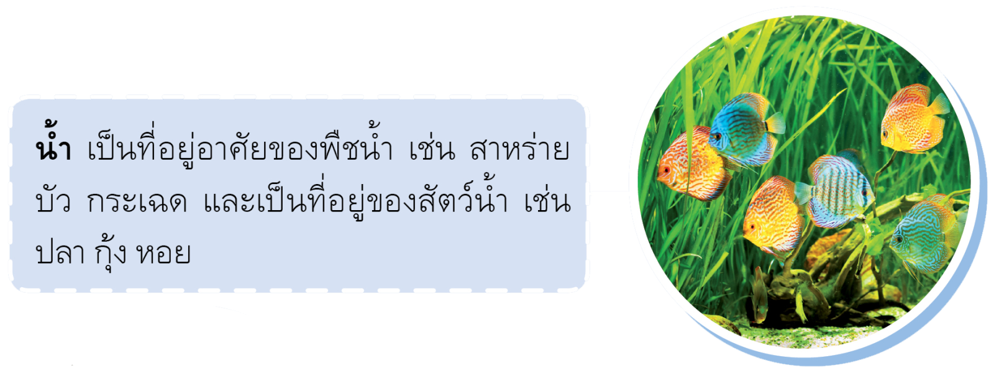 น้ำ เป็นที่อยู่อาศัยของพืชน้ำ เช่น สาหร่าย
บัว กระเฉด และเป็นที่อยู่ของสัตว์น้ำ เช่น
ปลา กุ้ง หอย